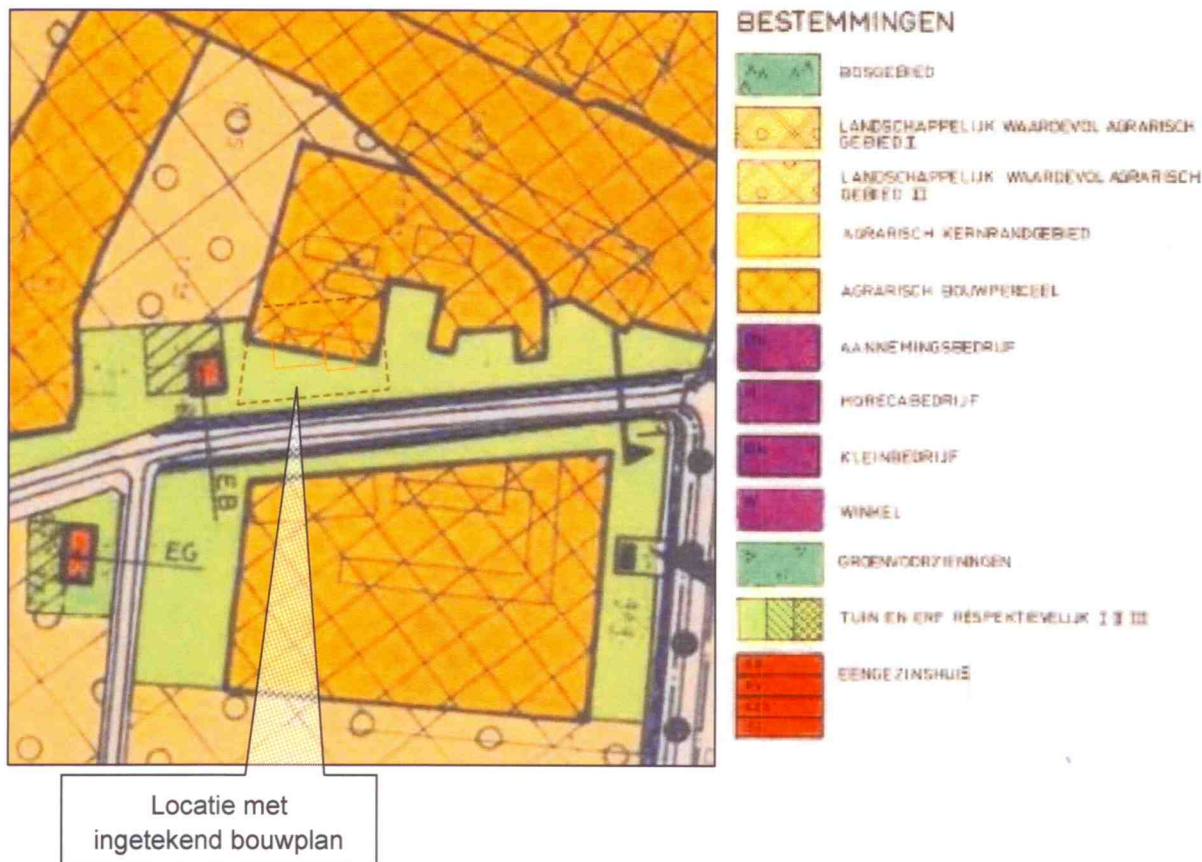 BESTEMMINGEN
BOSGEBIED
LANDSCHAPPELIJK WAARDEVOL AGRARISCH
GEBIED I
LANDSCHAPPELIJK WAARDEVOL AGRARISCH
GEBIED II
AGRARISCH KERNRANDGEBIED
AGRARISCH BOUWPERCEEL
AANNEMINGSBEDRIJF
HORECABEDRIJF
KLEINBEDRIJF
WINKEL
GROENVOORZIENINGEN
TUIN EN ERF RESPEKTIEVELIJK I II III
EENGEZINSHUIS
EB
EG
Locatie met
ingetekend bouwplan